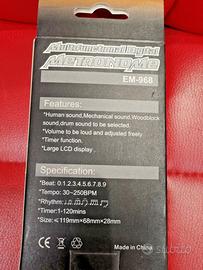 Multifunctional Digital
Metronome
EM-968
Features:
*Human sound,Mechanical sound,Woodblock
sound,drum sound to be selected.
*Volume to be loud and adjusted freely
*Timer function.
*Large LCD display .
Specification:
*Beat: 0.1.2.3.4.5.6.7.8.9
*Tempo: 30~250BPM
*Rhythm:
*Timer:1-120mins
*Size:≤119mm×68mm×28mm
CE
Made in China
subito